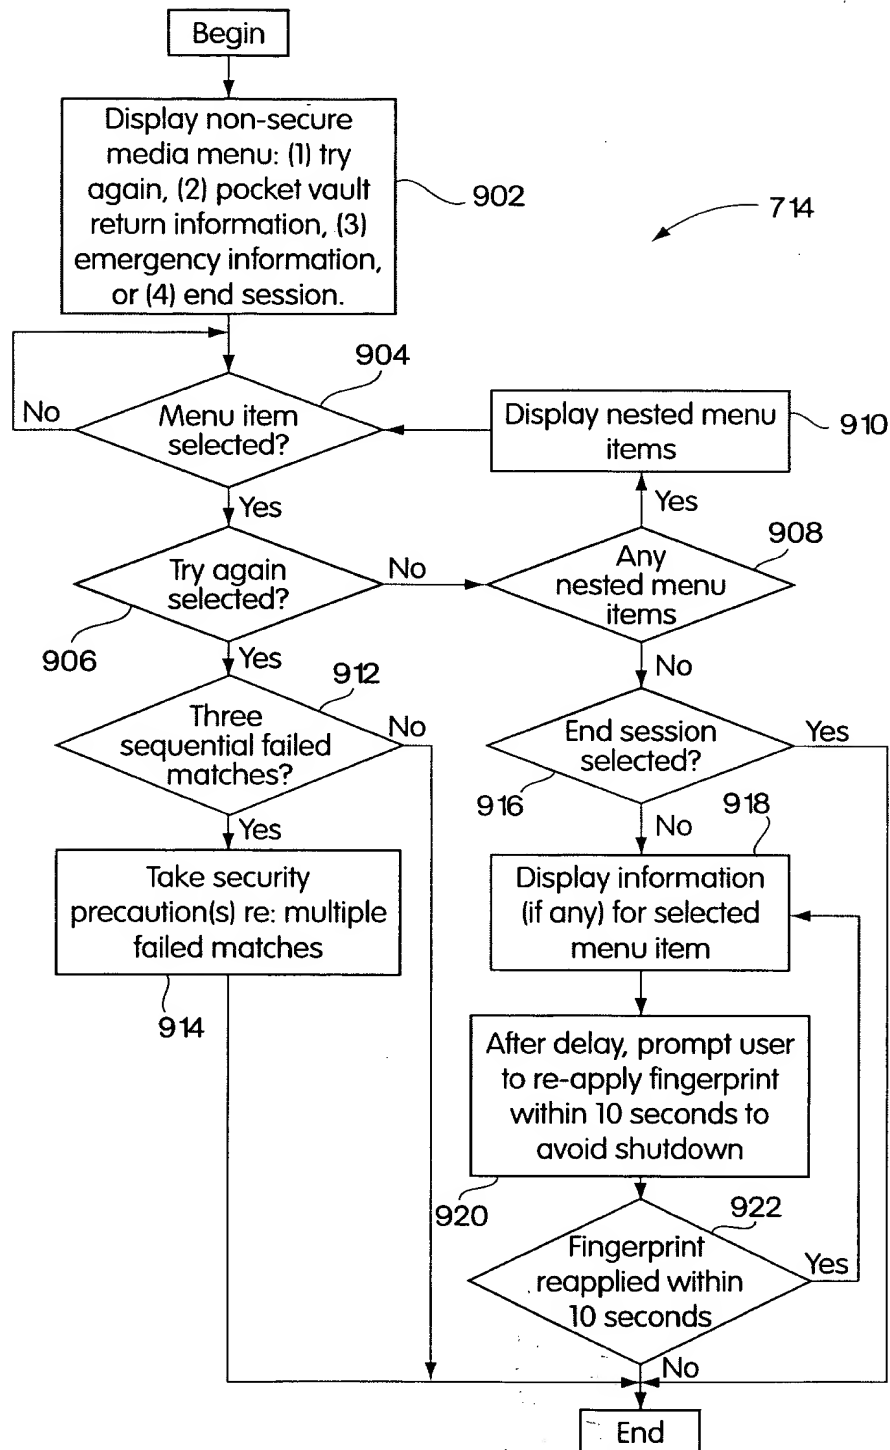 Begin
Display non-secure
media menu: (1) try
again, (2) pocket vault
return information, (3)
emergency information,
or (4) end session.
902
714
904
No
Menu item
selected?
Display nested menu
items
910
Yes
Yes
908
Try again
selected?
No
Any
nested menu
items
906
Yes
No
912
Three
sequential failed
matches?
No
End session
selected?
Yes
916
Yes
No
918
Take security
precaution(s) re: multiple
failed matches
Display information
(if any) for selected
menu item
914
After delay, prompt user
to re-apply fingerprint
within 10 seconds to
avoid shutdown
920
922
Fingerprint
reapplied within
10 seconds
Yes
No
End